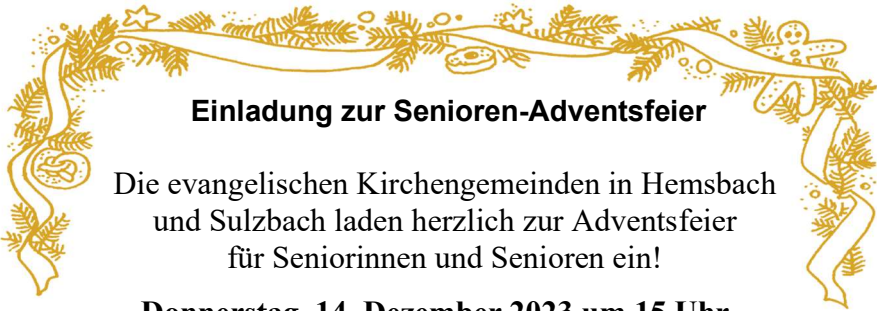 Einladung zur Senioren-Adventsfeier
Die evangelischen Kirchengemeinden in Hemsbach
und Sulzbach laden herzlich zur Adventsfeier
für Seniorinnen und Senioren ein!
Donnerstag, 14. Dezember 2023 um 15 Uhr